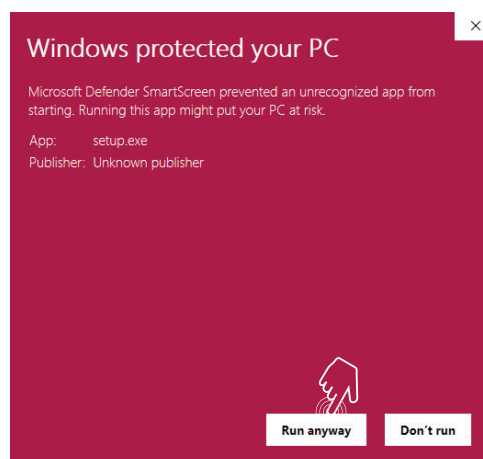 Windows protected your PC
Microsoft Defender SmartScreen prevented an unrecognized app from
starting. Running this app might put your PC at risk.
App: setup.exe
Publisher: Unknown publisher
Run anyway Don't run